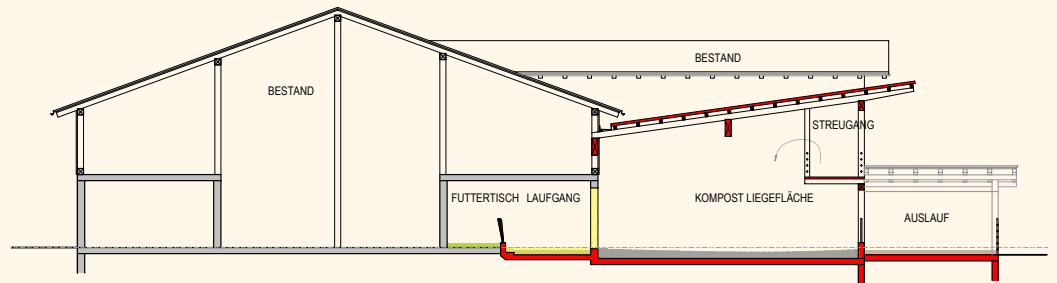 BESTAND
BESTAND
STREUGANG
FUTTERTISCH LAUFGANG
KOMPOST LIEGEFLÄCHE
AUSLAUF